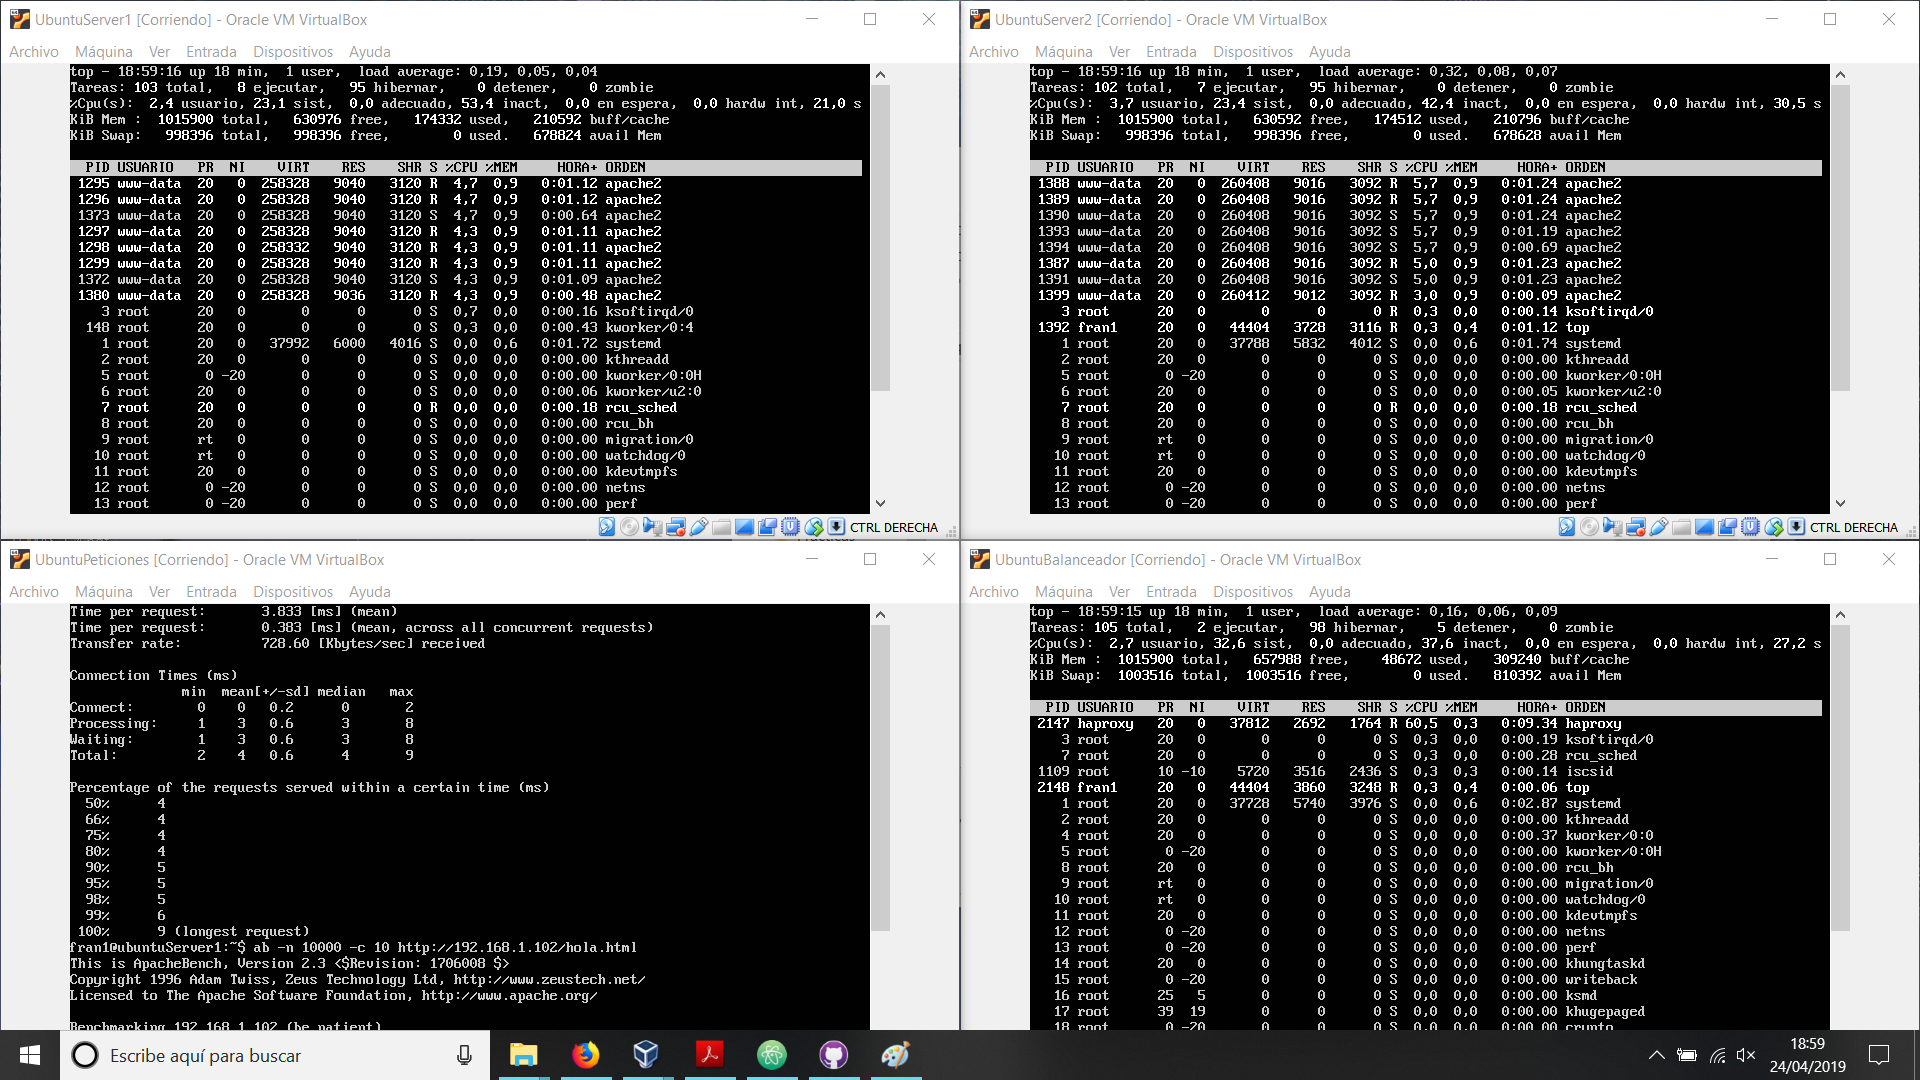 UbuntuServer1 [Corriendo] - Oracle VM VirtualBox
Archivo Máquina Ver Entrada Dispositivos Ayuda
top - 18:59:16 up 18 min,  1 user,  load average: 0,19, 0,05, 0,04
Tareas: 103 total,   8 ejecutar,  95 hibernar,   0 detener,   0 zombie
%Cpu(s):  2,4 usuario, 23,1 sist,  0,0 adecuado, 53,4 inact,  0,0 en espera,  0,0 hardw int, 21,0 s
KiB Mem :  1015900 total,   630976 free,   174332 used,   210592 buff/cache
KiB Swap:   998396 total,   998396 free,        0 used.   678824 avail Mem
PID USUARIO   PR  NI    VIRT    RES    SHR S %CPU %MEM     HORA+ ORDEN
1295 www-data  20   0  258328   9040   3120 R  4,7  0,9   0:01.12 apache2
1296 www-data  20   0  258328   9040   3120 R  4,7  0,9   0:01.12 apache2
1373 www-data  20   0  258328   9040   3120 S  4,7  0,9   0:00.64 apache2
1297 www-data  20   0  258328   9040   3120 R  4,3  0,9   0:01.11 apache2
1298 www-data  20   0  258332   9040   3120 R  4,3  0,9   0:01.11 apache2
1299 www-data  20   0  258328   9040   3120 R  4,3  0,9   0:01.11 apache2
1372 www-data  20   0  258328   9040   3120 S  4,3  0,9   0:01.09 apache2
1380 www-data  20   0  258328   9036   3120 R  4,3  0,9   0:00.48 apache2
3 root      20   0       0      0      0 S  0,7  0,0   0:00.16 ksoftirqd/0
148 root      20   0       0      0      0 S  0,3  0,0   0:00.43 kworker/0:4
1 root      20   0   37992   6000   4016 S  0,0  0,6   0:01.72 systemd
2 root      20   0       0      0      0 S  0,0  0,0   0:00.00 kthreadd
5 root       0 -20       0      0      0 S  0,0  0,0   0:00.00 kworker/0:0H
6 root      20   0       0      0      0 S  0,0  0,0   0:00.06 kworker/u2:0
7 root      20   0       0      0      0 R  0,0  0,0   0:00.18 rcu_sched
8 root      20   0       0      0      0 S  0,0  0,0   0:00.00 rcu_bh
9 root      rt   0       0      0      0 S  0,0  0,0   0:00.00 migration/0
10 root      rt   0       0      0      0 S  0,0  0,0   0:00.00 watchdog/0
11 root      20   0       0      0      0 S  0,0  0,0   0:00.00 kdevtmpfs
12 root       0 -20       0      0      0 S  0,0  0,0   0:00.00 netns
13 root       0 -20       0      0      0 S  0,0  0,0   0:00.00 perf
CTRL DERECHA
UbuntuServer2 [Corriendo] - Oracle VM VirtualBox
Archivo Máquina Ver Entrada Dispositivos Ayuda
top - 18:59:16 up 18 min,  1 user,  load average: 0,32, 0,08, 0,07
Tareas: 102 total,   7 ejecutar,  95 hibernar,   0 detener,   0 zombie
%Cpu(s):  3,7 usuario, 23,4 sist,  0,0 adecuado, 42,4 inact,  0,0 en espera,  0,0 hardw int, 30,5 s
KiB Mem :  1015900 total,   630592 free,   174512 used,   210796 buff/cache
KiB Swap:   998396 total,   998396 free,        0 used.   678628 avail Mem
PID USUARIO   PR  NI    VIRT    RES    SHR S %CPU %MEM     HORA+ ORDEN
1388 www-data  20   0  260408   9016   3092 R  5,7  0,9   0:01.24 apache2
1389 www-data  20   0  260408   9016   3092 R  5,7  0,9   0:01.24 apache2
1390 www-data  20   0  260408   9016   3092 S  5,7  0,9   0:01.24 apache2
1393 www-data  20   0  260408   9016   3092 S  5,7  0,9   0:01.19 apache2
1394 www-data  20   0  260408   9016   3092 S  5,7  0,9   0:00.69 apache2
1387 www-data  20   0  260408   9016   3092 R  5,0  0,9   0:01.23 apache2
1391 www-data  20   0  260408   9016   3092 S  5,0  0,9   0:01.23 apache2
1399 www-data  20   0  260412   9012   3092 R  3,0  0,9   0:00.09 apache2
3 root      20   0       0      0      0 R  0,3  0,0   0:00.14 ksoftirqd/0
1392 fran1     20   0   44404   3728   3116 R  0,3  0,4   0:01.12 top
1 root      20   0   37788   5832   4012 S  0,0  0,6   0:01.74 systemd
2 root      20   0       0      0      0 S  0,0  0,0   0:00.00 kthreadd
5 root       0 -20       0      0      0 S  0,0  0,0   0:00.00 kworker/0:0H
6 root      20   0       0      0      0 S  0,0  0,0   0:00.05 kworker/u2:0
7 root      20   0       0      0      0 R  0,0  0,0   0:00.18 rcu_sched
8 root      20   0       0      0      0 S  0,0  0,0   0:00.00 rcu_bh
9 root      rt   0       0      0      0 S  0,0  0,0   0:00.00 migration/0
10 root      rt   0       0      0      0 S  0,0  0,0   0:00.00 watchdog/0
11 root      20   0       0      0      0 S  0,0  0,0   0:00.00 kdevtmpfs
12 root       0 -20       0      0      0 S  0,0  0,0   0:00.00 netns
13 root       0 -20       0      0      0 S  0,0  0,0   0:00.00 perf
CTRL DERECHA
UbuntuPeticiones [Corriendo] - Oracle VM VirtualBox
Archivo Máquina Ver Entrada Dispositivos Ayuda
Time per request:       3.833 [ms] (mean)
Time per request:       0.383 [ms] (mean, across all concurrent requests)
Transfer rate:          728.60 [Kbytes/sec] received
Connection Times (ms)
min  mean[+/-sd] median   max
Connect:        0    0   0.2      0       2
Processing:     1    3   0.6      3       8
Waiting:        1    3   0.6      3       8
Total:          2    4   0.6      4       9
Percentage of the requests served within a certain time (ms)
50%      4
66%      4
75%      4
80%      4
90%      5
95%      5
98%      5
99%      6
100%      9 (longest request)
fran1@ubuntuServer1:~$ ab -n 10000 -c 10 http://192.168.1.102/hola.html
This is ApacheBench, Version 2.3 <$Revision: 1706008 $>
Copyright 1996 Adam Twiss, Zeus Technology Ltd, http://www.zeustech.net/
Licensed to The Apache Software Foundation, http://www.apache.org/
Benchmarking 192.168.1.102 (be patient)
UbuntuBalanceador [Corriendo] - Oracle VM VirtualBox
Archivo Máquina Ver Entrada Dispositivos Ayuda
top - 18:59:15 up 18 min,  1 user,  load average: 0,16, 0,06, 0,09
Tareas: 105 total,   2 ejecutar,  98 hibernar,   5 detener,   0 zombie
%Cpu(s):  2,7 usuario, 32,6 sist,  0,0 adecuado, 37,6 inact,  0,0 en espera,  0,0 hardw int, 27,2 s
KiB Mem :  1015900 total,   657988 free,    48672 used,   309240 buff/cache
KiB Swap:  1003516 total,  1003516 free,        0 used.   810392 avail Mem
PID USUARIO   PR  NI    VIRT    RES    SHR S %CPU %MEM     HORA+ ORDEN
2147 haproxy   20   0   37812   2692   1764 R 60,5  0,3   0:09.34 haproxy
3 root      20   0       0      0      0 S  0,3  0,0   0:00.19 ksoftirqd/0
7 root      20   0       0      0      0 S  0,3  0,0   0:00.28 rcu_sched
1109 root      10 -10    5720   3516   2436 S  0,3  0,3   0:00.14 iscsid
2148 fran1     20   0   44404   3860   3248 R  0,3  0,4   0:00.06 top
1 root      20   0   37728   5740   3976 S  0,0  0,6   0:02.87 systemd
2 root      20   0       0      0      0 S  0,0  0,0   0:00.00 kthreadd
4 root      20   0       0      0      0 S  0,0  0,0   0:00.37 kworker/0:0
5 root       0 -20       0      0      0 S  0,0  0,0   0:00.00 kworker/0:0H
8 root      20   0       0      0      0 S  0,0  0,0   0:00.00 rcu_bh
9 root      rt   0       0      0      0 S  0,0  0,0   0:00.00 migration/0
10 root      rt   0       0      0      0 S  0,0  0,0   0:00.00 watchdog/0
11 root      20   0       0      0      0 S  0,0  0,0   0:00.00 kdevtmpfs
12 root       0 -20       0      0      0 S  0,0  0,0   0:00.00 netns
13 root       0 -20       0      0      0 S  0,0  0,0   0:00.00 perf
14 root      20   0       0      0      0 S  0,0  0,0   0:00.00 khungtaskd
15 root       0 -20       0      0      0 S  0,0  0,0   0:00.00 writeback
16 root      25   5       0      0      0 S  0,0  0,0   0:00.00 ksmd
17 root      39  19       0      0      0 S  0,0  0,0   0:00.00 khugepaged
18 root       0 -20       0      0      0 S  0,0  0,0   0:00.00 crypto
Escribe aquí para buscar
18:59
24/04/2019